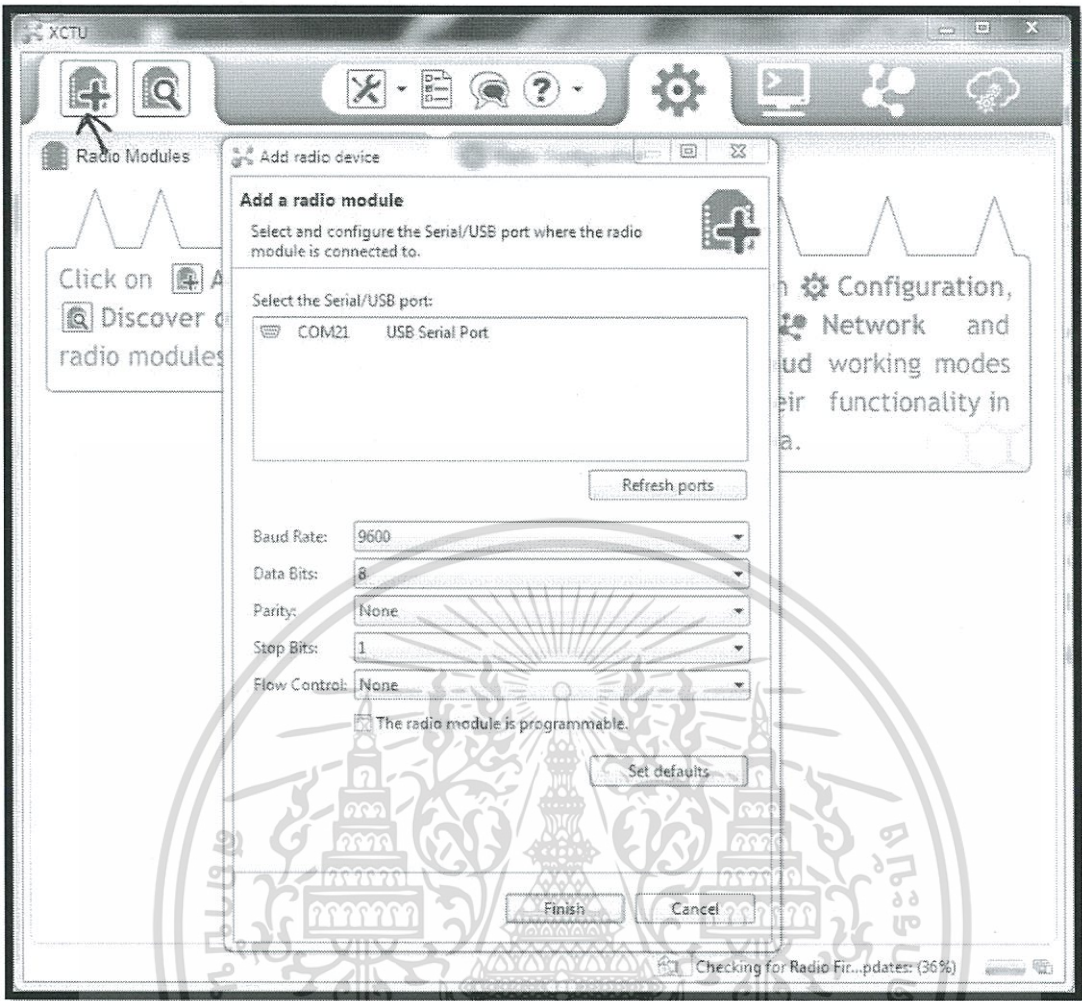 XCTU
Radio Modules
Add radio device
Add a radio module
Select and configure the Serial/USB port where the radio
module is connected to.
Click on A
Discover
radio modules
Select the Serial/USB port:
COM21 USB Serial Port
Refresh ports
Configuration,
Network and
ud working modes
eir functionality in
a.
Baud Rate: 9600
Data Bits: 8
Parity: None
Stop Bits: 1
Flow Control: None
The radio module is programmable.
Set defaults
Finish
Cancel
Checking for Radio Fir...pdates: (36%)